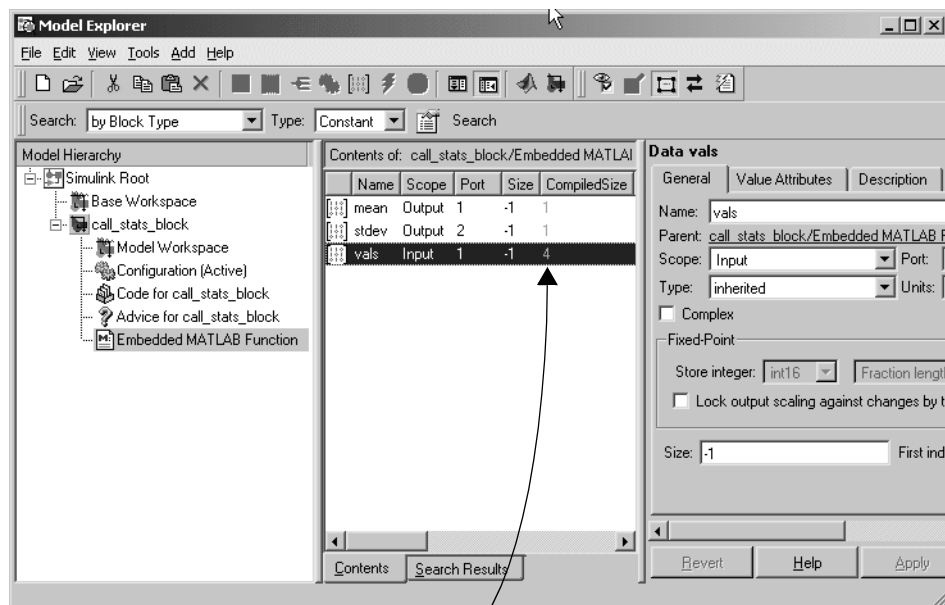 Model Explorer
File Edit View Tools Add Help
Search: by Block Type Type: Constant Search
Model Hierarchy
Simulink Root
Base Workspace
call_stats_block
Model Workspace
Configuration (Active)
Code for call_stats_block
Advice for call_stats_block
Embedded MATLAB Function
Contents of: call_stats_block/Embedded MATLAI
Name Scope Port Size CompiledSize
mean Output 1 -1 1
stdev Output 2 -1 1
vals Input 1 -1 4
Contents Search Results
Data vals
General Value Attributes Description
Name: vals
Parent: call_stats_block/Embedded MATLAB F
Scope: Input Port:
Type: inherited Units:
Complex
Fixed-Point
Store integer: int16 Fraction lengt
Lock output scaling against changes by t
Size: -1 First ind
Revert Help Apply